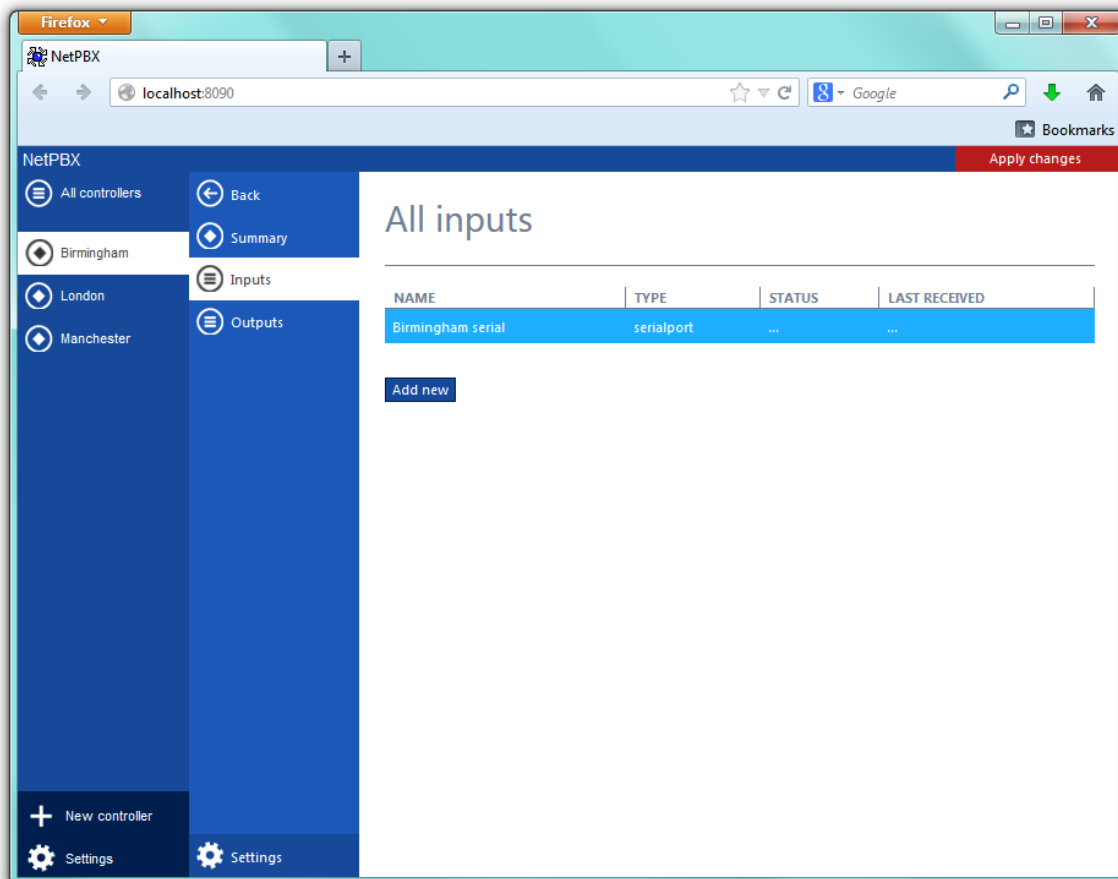 Firefox
NetPBX
localhost:8090
Google
Bookmarks
NetPBX
Apply changes
All controllers
Birmingham
London
Manchester
New controller
Settings
Back
Summary
Inputs
Outputs
Settings
All inputs
NAME TYPE STATUS LAST RECEIVED
Birmingham serial serialport ... ...
Add new